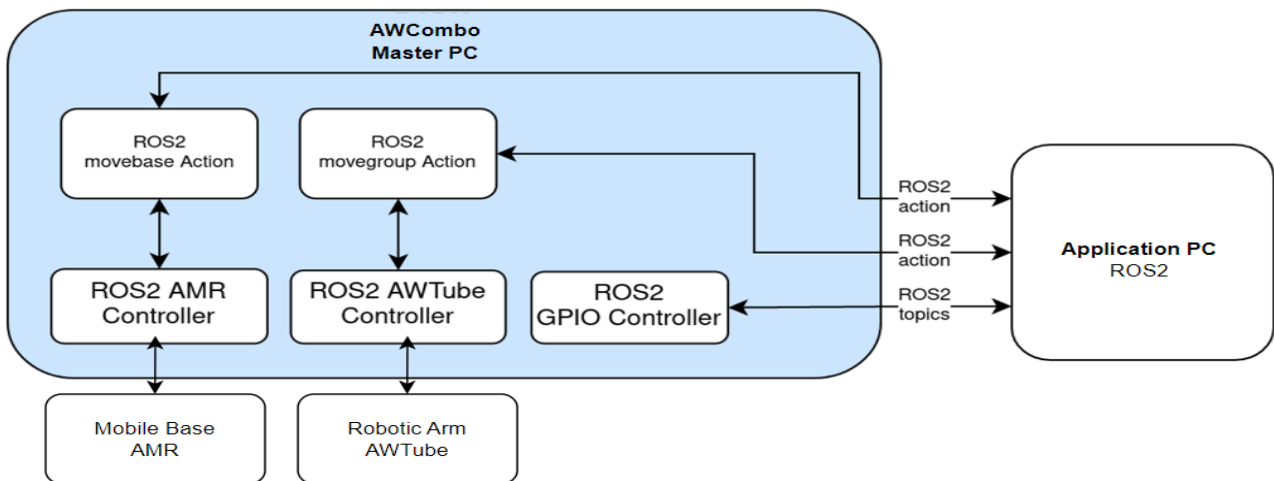 AWCombo
Master PC
ROS2
movebase Action
ROS2
movegroup Action
ROS2
action
ROS2
action
ROS2
topics
Application PC
ROS2
ROS2 AMR
Controller
ROS2 AWTube
Controller
ROS2
GPIO Controller
Mobile Base
AMR
Robotic Arm
AWTube